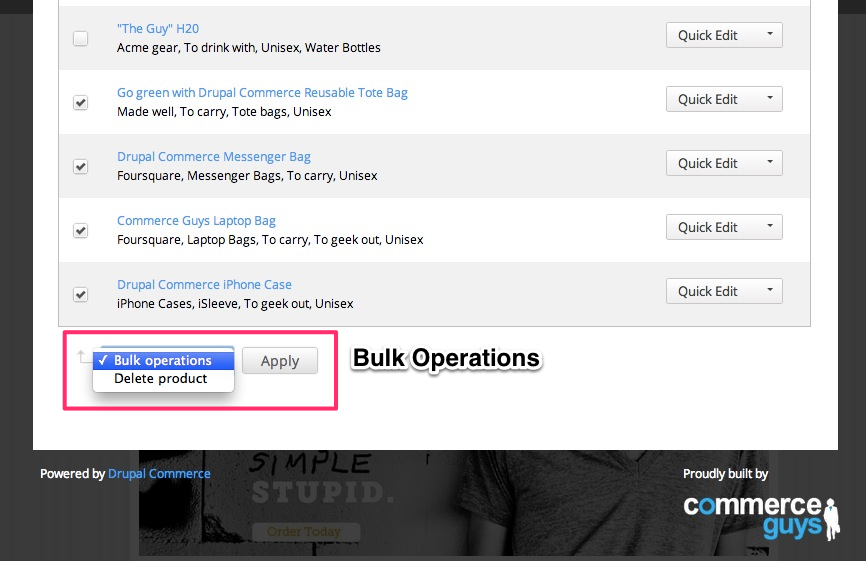 "The Guy" H20
Quick Edit
Acme gear, To drink with, Unisex, Water Bottles
Go green with Drupal Commerce Reusable Tote Bag
Quick Edit
Made well, To carry, Tote bags, Unisex
Drupal Commerce Messenger Bag
Quick Edit
Foursquare, Messenger Bags, To carry, Unisex
Commerce Guys Laptop Bag
Quick Edit
Foursquare, Laptop Bags, To carry, To geek out, Unisex
Drupal Commerce iPhone Case
Quick Edit
iPhone Cases, iSleeve, To geek out, Unisex
Bulk operations
Delete product
Apply
Bulk Operations
Powered by Drupal Commerce
SIMPLE
STUPID.
Order Today
Proudly built by
commerce
guys